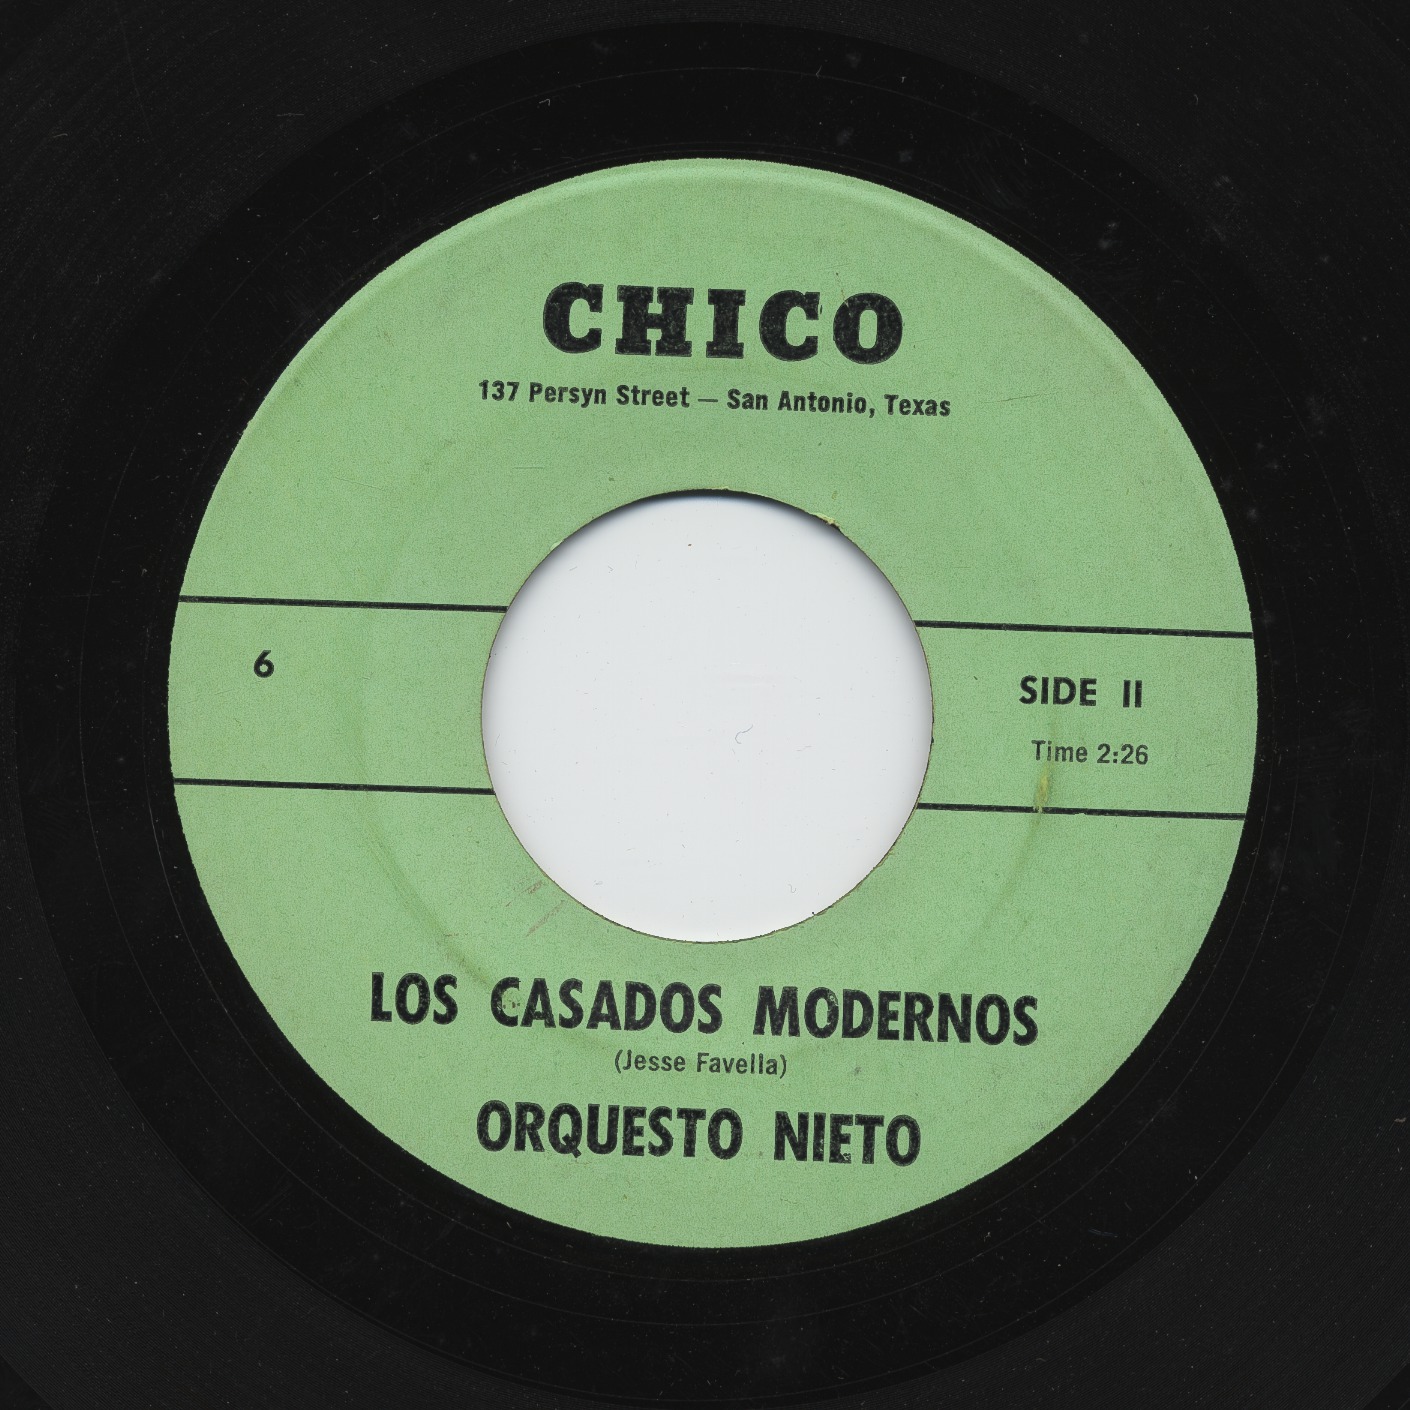 CHICO
137 Persyn Street — San Antonio, Texas
6
SIDE II
Time 2:26
LOS CASADOS MODERNOS
(Jesse Favella)
ORQUESTO NIETO